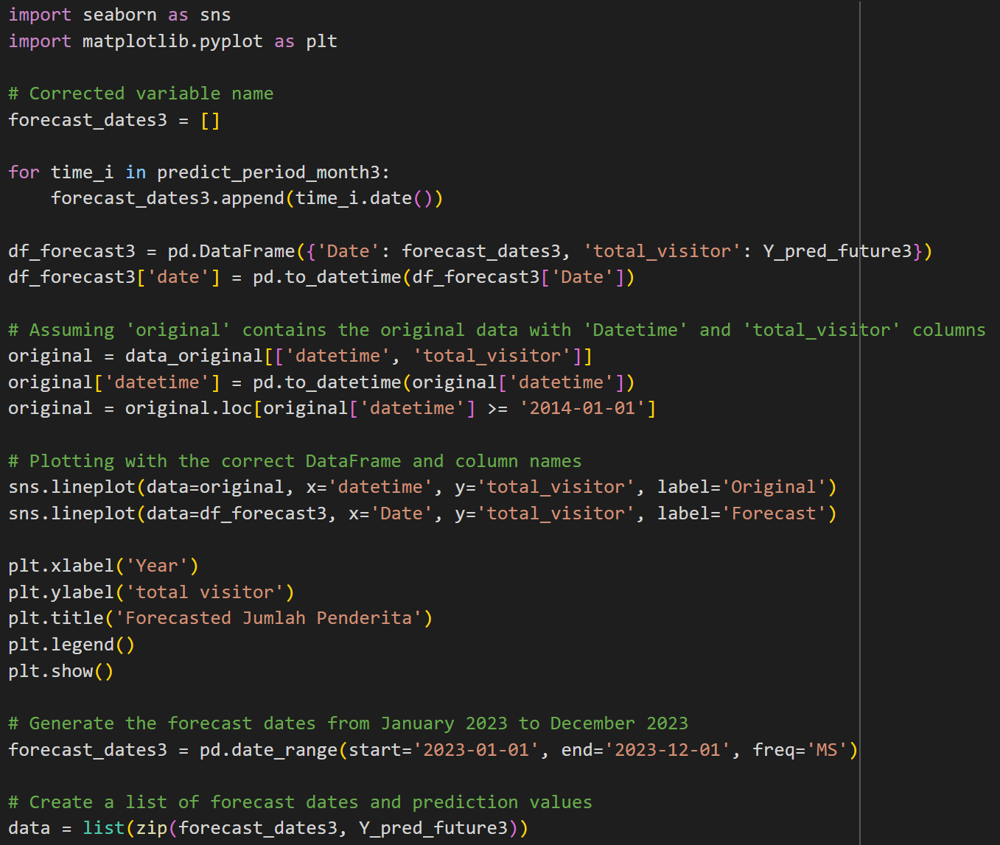 import seaborn as sns
import matplotlib.pyplot as plt
# Corrected variable name
forecast_dates3 = []
for time_i in predict_period_month3:
    forecast_dates3.append(time_i.date())
df_forecast3 = pd.DataFrame({'Date': forecast_dates3, 'total_visitor': Y_pred_future3})
df_forecast3['date'] = pd.to_datetime(df_forecast3['Date'])
# Assuming 'original' contains the original data with 'Datetime' and 'total_visitor' columns
original = data_original[['datetime', 'total_visitor']]
original['datetime'] = pd.to_datetime(original['datetime'])
original = original.loc[original['datetime'] >= '2014-01-01']
# Plotting with the correct DataFrame and column names
sns.lineplot(data=original, x='datetime', y='total_visitor', label='Original')
sns.lineplot(data=df_forecast3, x='Date', y='total_visitor', label='Forecast')
plt.xlabel('Year')
plt.ylabel('total visitor')
plt.title('Forecasted Jumlah Penderita')
plt.legend()
plt.show()
# Generate the forecast dates from January 2023 to December 2023
forecast_dates3 = pd.date_range(start='2023-01-01', end='2023-12-01', freq='MS')
# Create a list of forecast dates and prediction values
data = list(zip(forecast_dates3, Y_pred_future3))